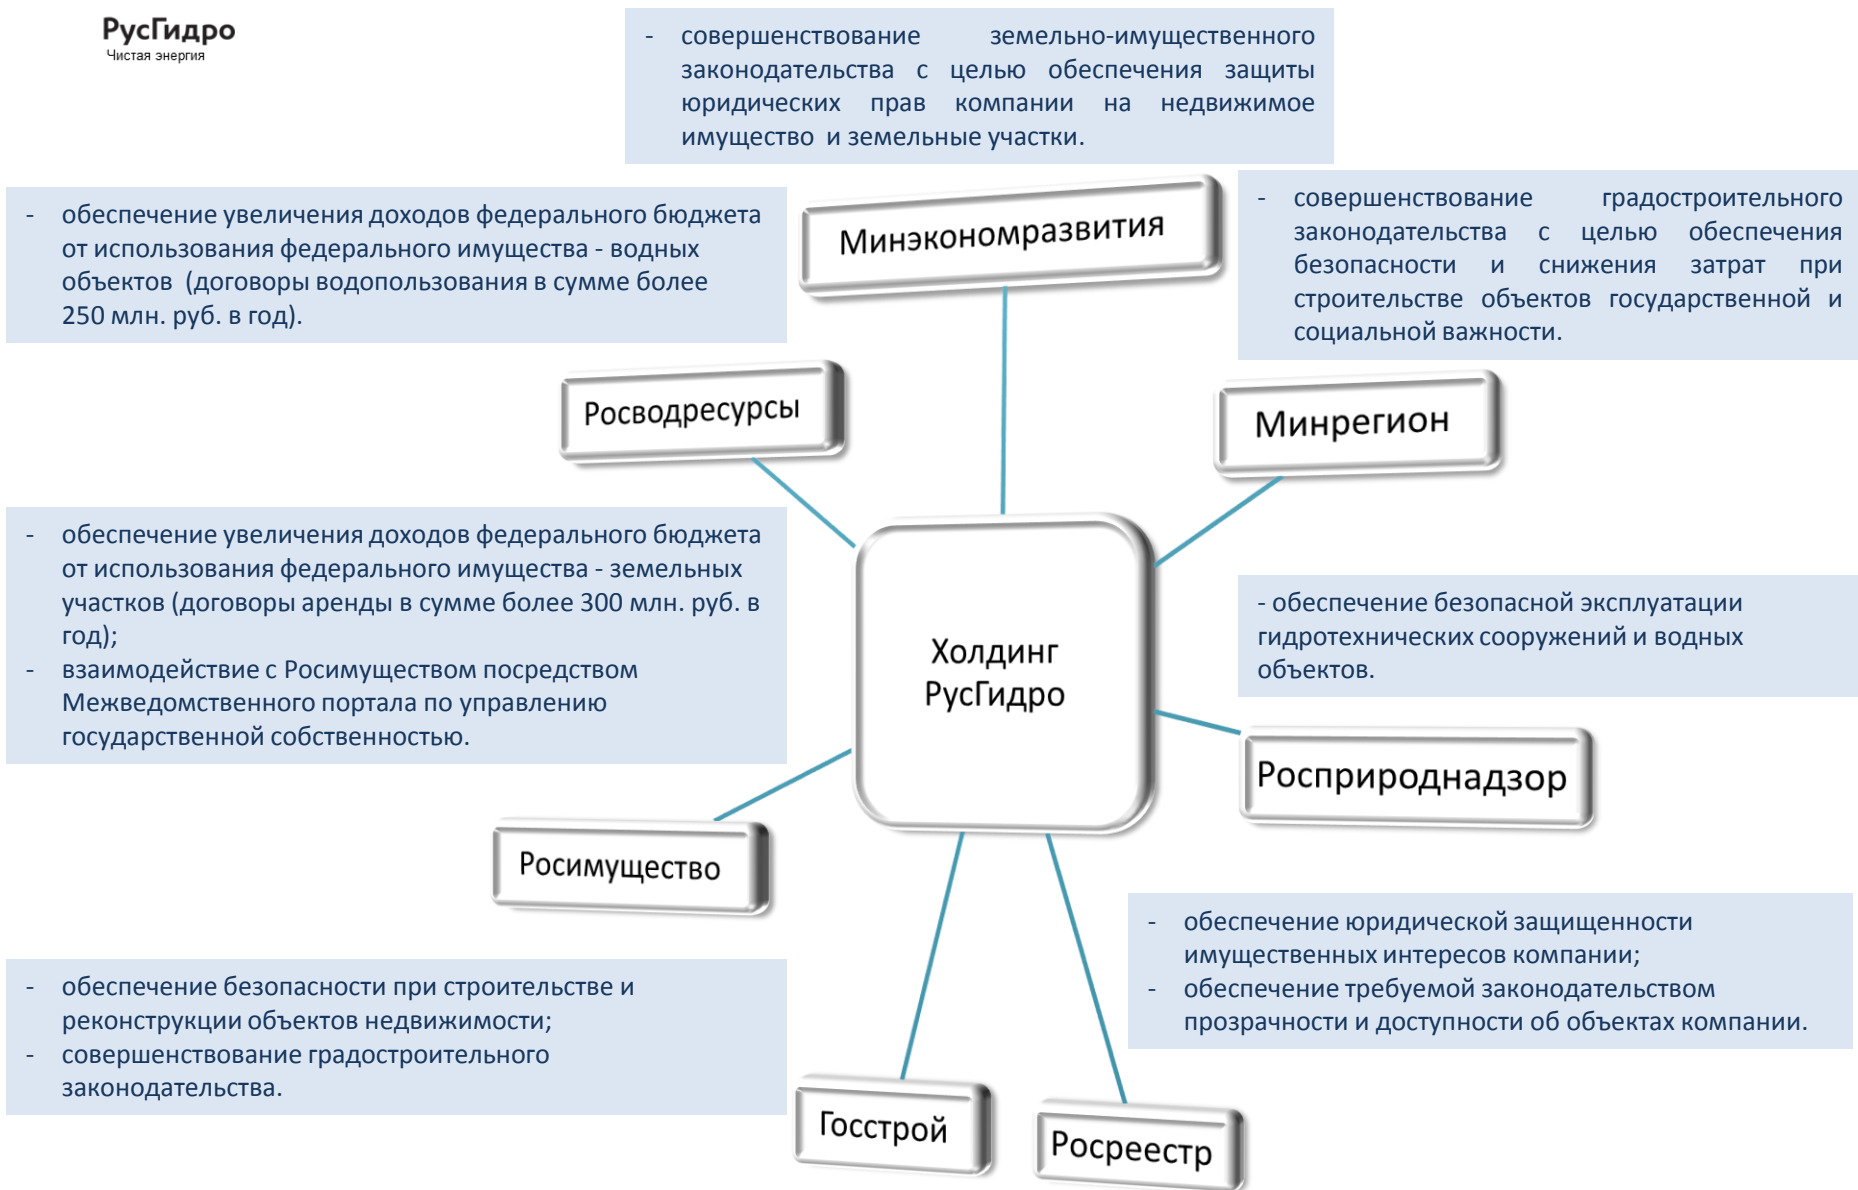 РусГидро
Чистая энергия
- совершенствование земельно-имущественного
законодательства с целью обеспечения защиты
юридических прав компании на недвижимое
имущество и земельные участки.
- обеспечение увеличения доходов федерального бюджета
от использования федерального имущества - водных
объектов (договоры водопользования в сумме более
250 млн. руб. в год).
Минэкономразвития
- совершенствование градостроительного
законодательства с целью обеспечения
безопасности и снижения затрат при
строительстве объектов государственной и
социальной важности.
Росводресурсы
Минрегион
- обеспечение увеличения доходов федерального бюджета
от использования федерального имущества - земельных
участков (договоры аренды в сумме более 300 млн. руб. в
год);
- взаимодействие с Росимуществом посредством
Межведомственного портала по управлению
государственной собственностью.
Холдинг
РусГидро
- обеспечение безопасной эксплуатации
гидротехнических сооружений и водных
объектов.
Росприроднадзор
Росимущество
- обеспечение безопасности при строительстве и
реконструкции объектов недвижимости;
- совершенствование градостроительного
законодательства.
- обеспечение юридической защищенности
имущественных интересов компании;
- обеспечение требуемой законодательством
прозрачности и доступности об объектах компании.
Госстрой
Росреестр